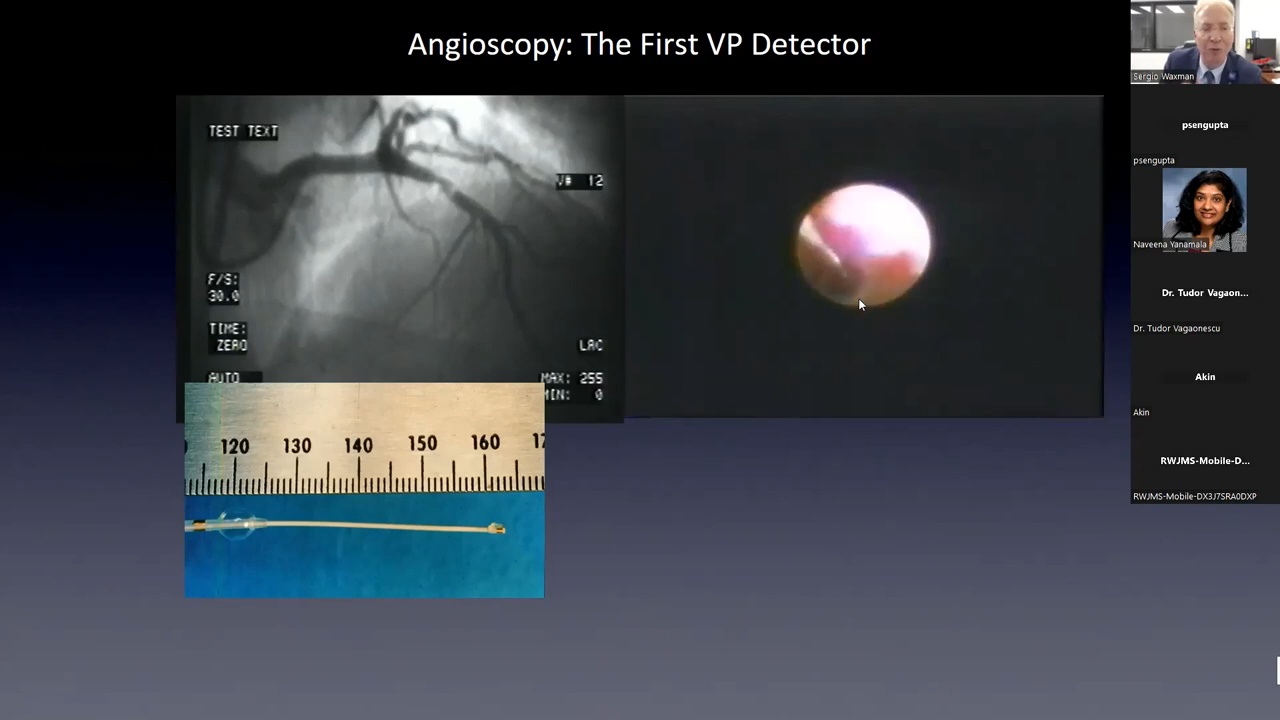 Angioscopy: The First VP Detector
TEST TEXT
V# 12
F/S:
30.0
TIME:
ZERO
LAO
AUTO
MAX: 255
MIN: 0
120 130 140 150 160
Sergio Waxman
psengupta
psengupta
Naveena Yanamala
Dr. Tudor Vagaon...
Dr. Tudor Vagaonescu
Akin
Akin
RWJMS-Mobile-D...
RWJMS-Mobile-DX3J7SRA0DXP